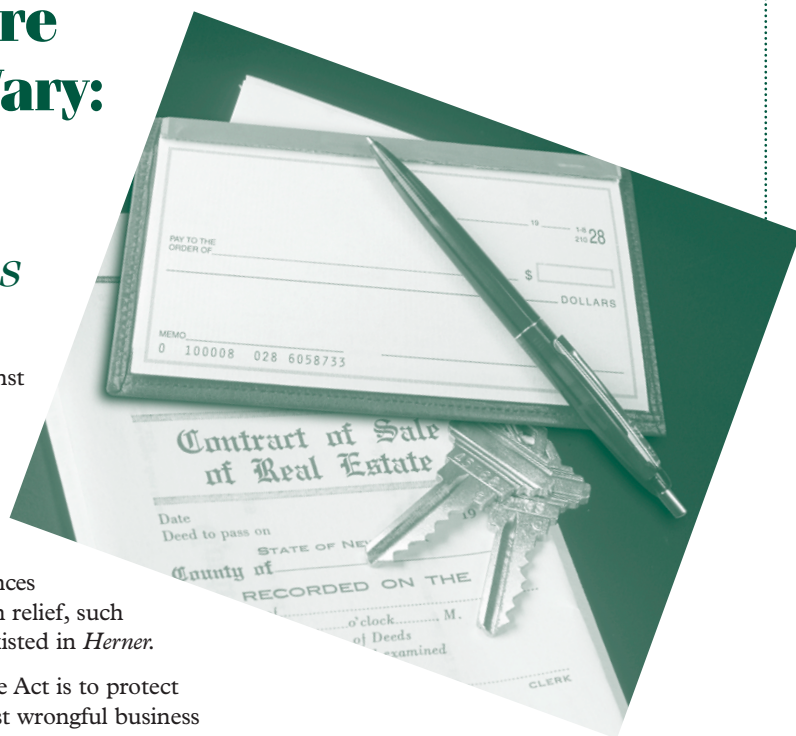 re
ary:
s
nst
nces
n relief, such
isted in Herner.
e Act is to protect
st wrongful business
19 1-8 28
210
PAY TO THE
ORDER OF
$
DOLLARS
MEMO
0 100008 028 6058733
Contract of Sale
of Real Estate
Date 19
Deed to pass on
STATE OF NE
County of
RECORDED ON THE
o'clock M.
of Deeds
examined
CLERK